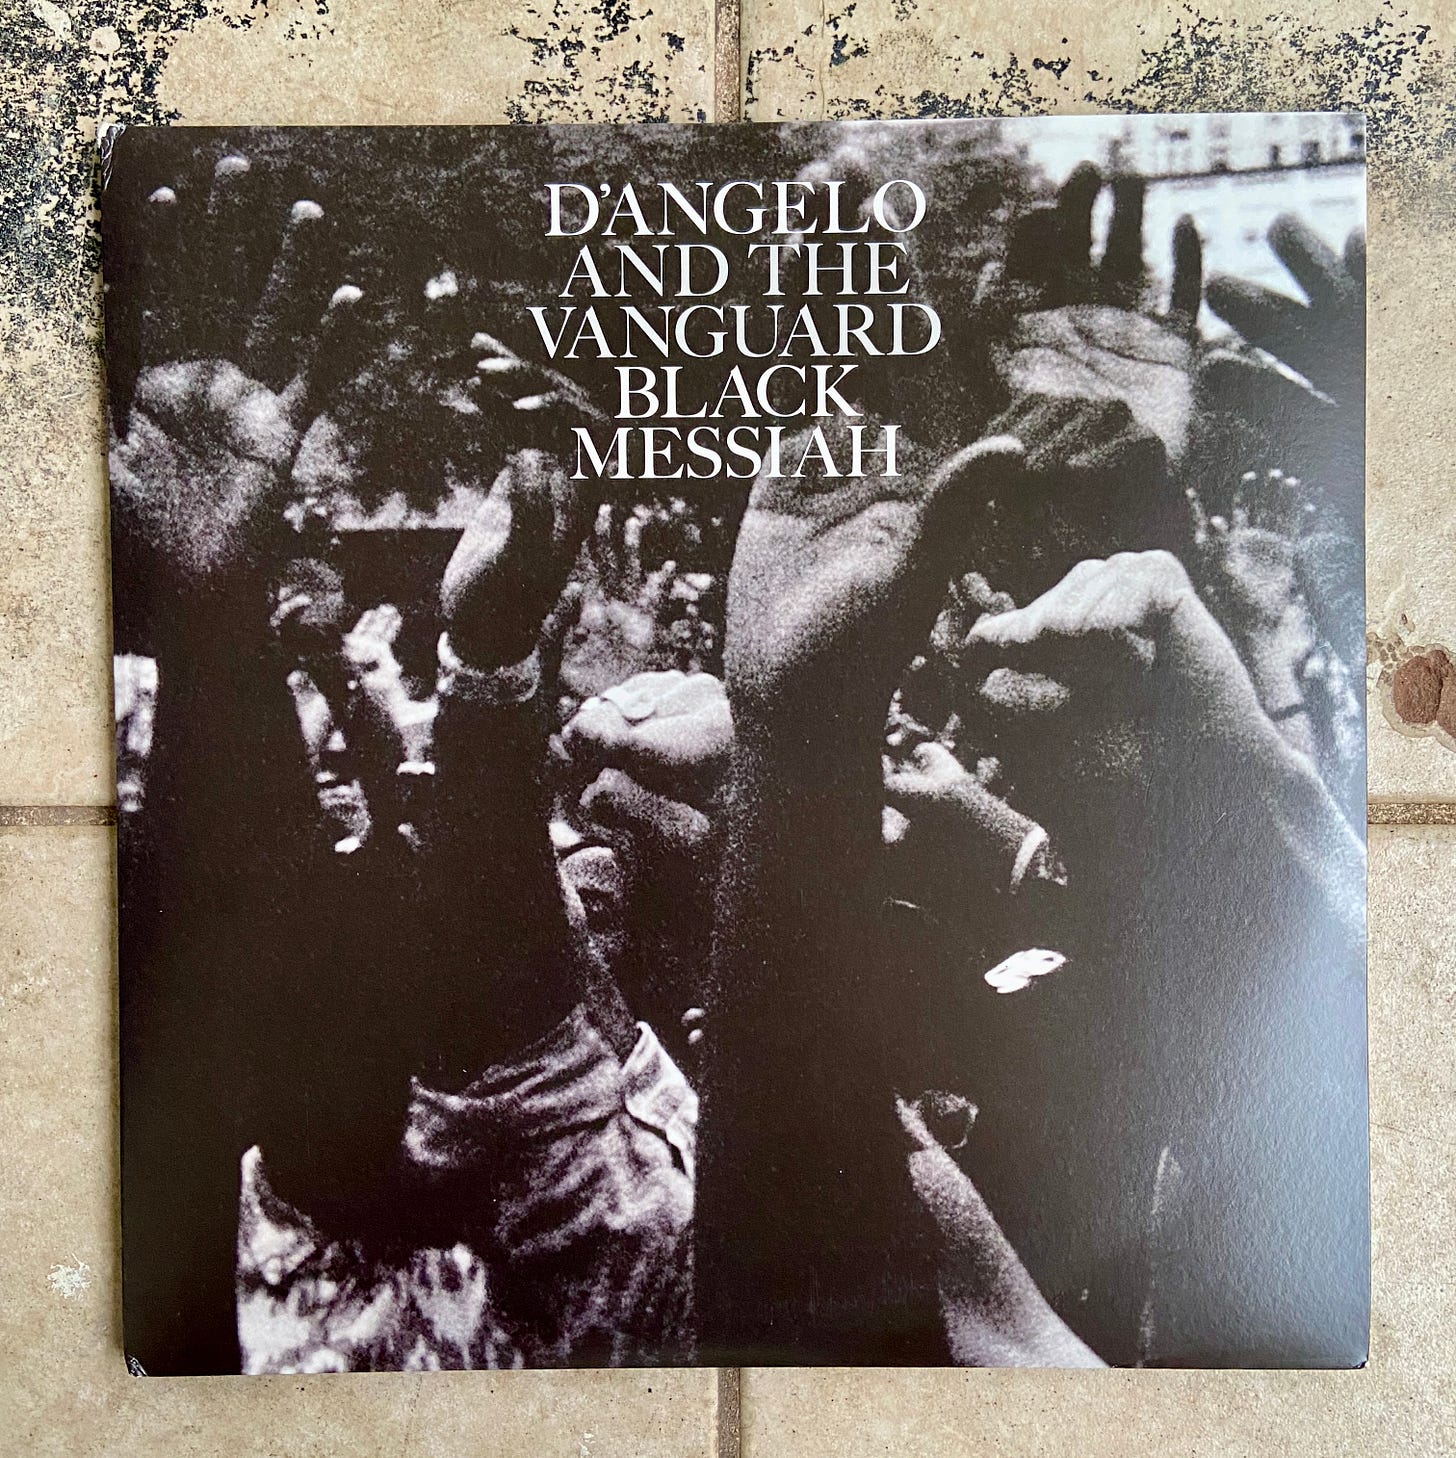 D'ANGELO
AND THE
VANGUARD
BLACK
MESSIAH